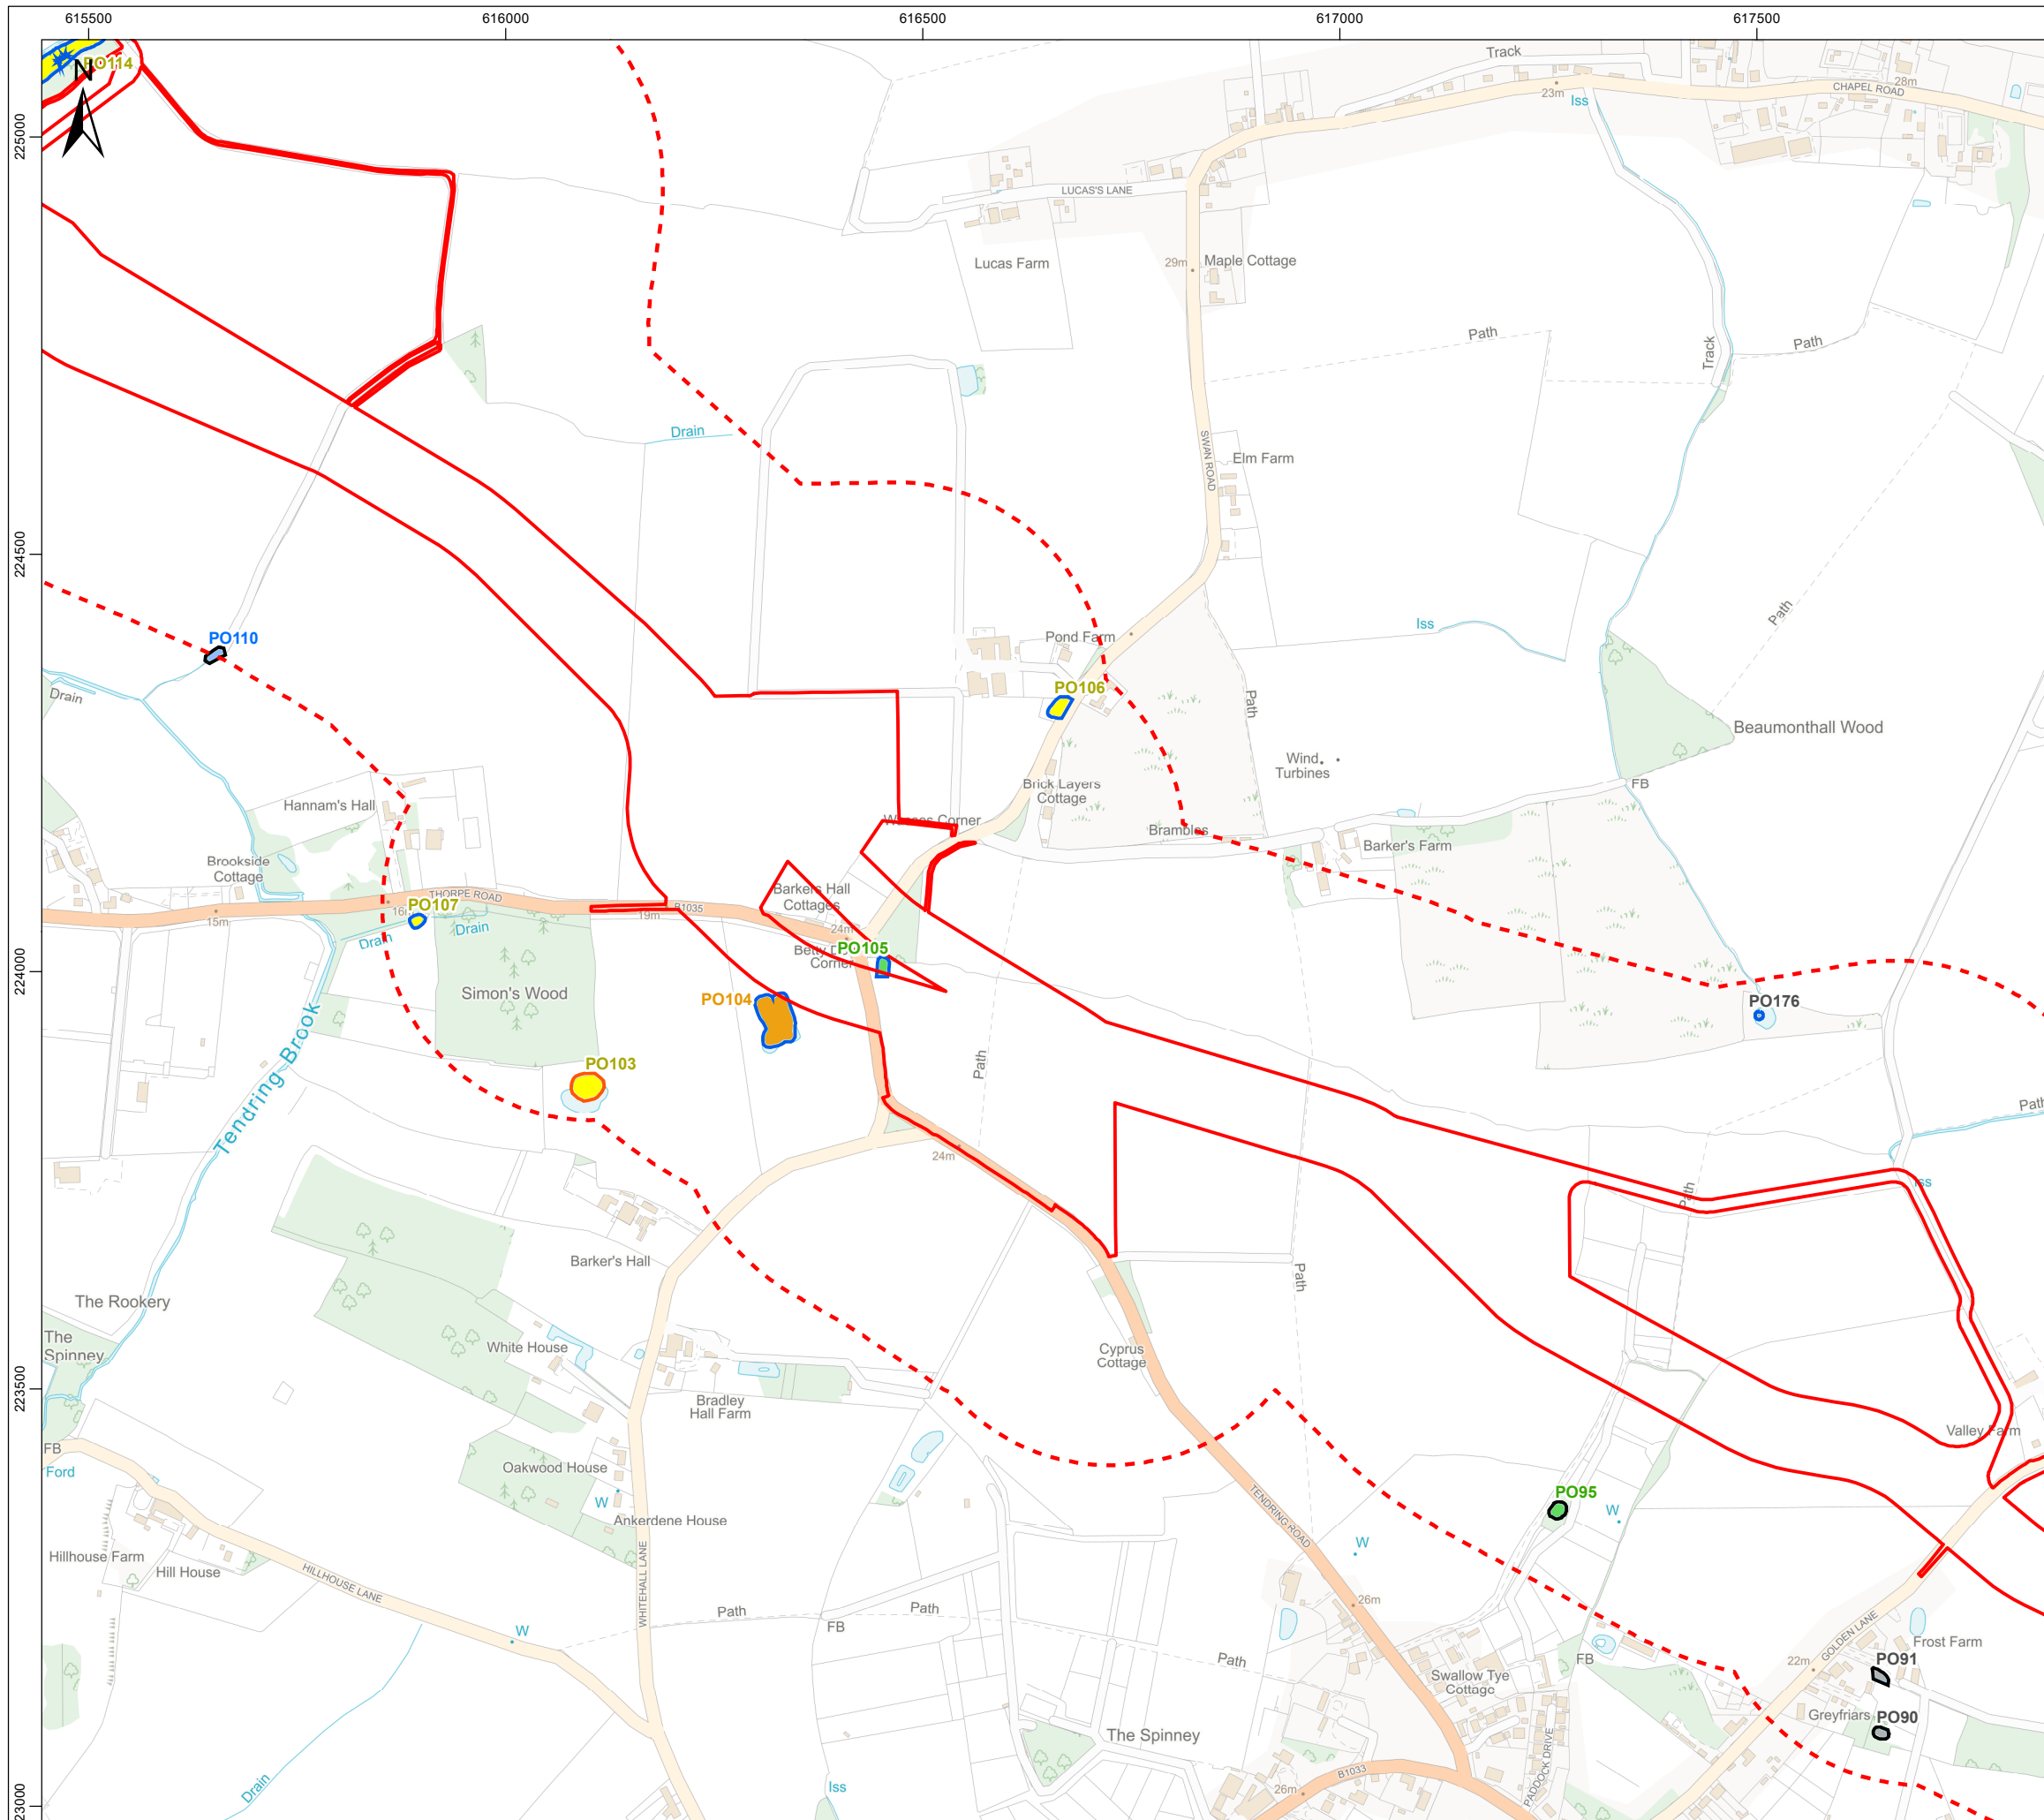 615500
616000
616500
617000
617500
225000
224500
224000
223500
23000
PO114
N
Track
23m
Iss
28m
CHAPEL ROAD
LUCAS'S LANE
Lucas Farm
29m
Maple Cottage
Path
Track
Path
Drain
SWAN ROAD
Elm Farm
Path
Iss
PO110
Drain
Pond Farm
PO106
Path
Beaumonthall Wood
Wind
Turbines
FB
Brick Layers
Cottage
Hannam's Hall
Corner
Brambles
Barker's Farm
Brookside
Cottage
THORPE ROAD
B1035
Barkers Hall
Cottages
15m
16m
PO107
19m
24m
Drain
Drain
PO105
Corner
Simon's Wood
PO104
PO176
Path
PO103
Tendring Brook
24m
Path
Iss
Path
Barker's Hall
Path
The Rookery
The
Spinney
White House
Cyprus
Cottage
Bradley
Hall Farm
Valley Farm
FB
Ford
Oakwood House
W
Ankerdene House
TENDRING ROAD
PO95
W
W
Hillhouse Farm
Hill House
HILLHOUSE LANE
WHITEHALL LANE
Path
Path
FB
26m
W
Path
GOLDEN LANE
Frost Farm
FB
22m
PO91
Swallow Tye
Cottage
Greyfriars
PO90
The Spinney
PADDOCK DRIVE
B1033
26m
Drain
Iss